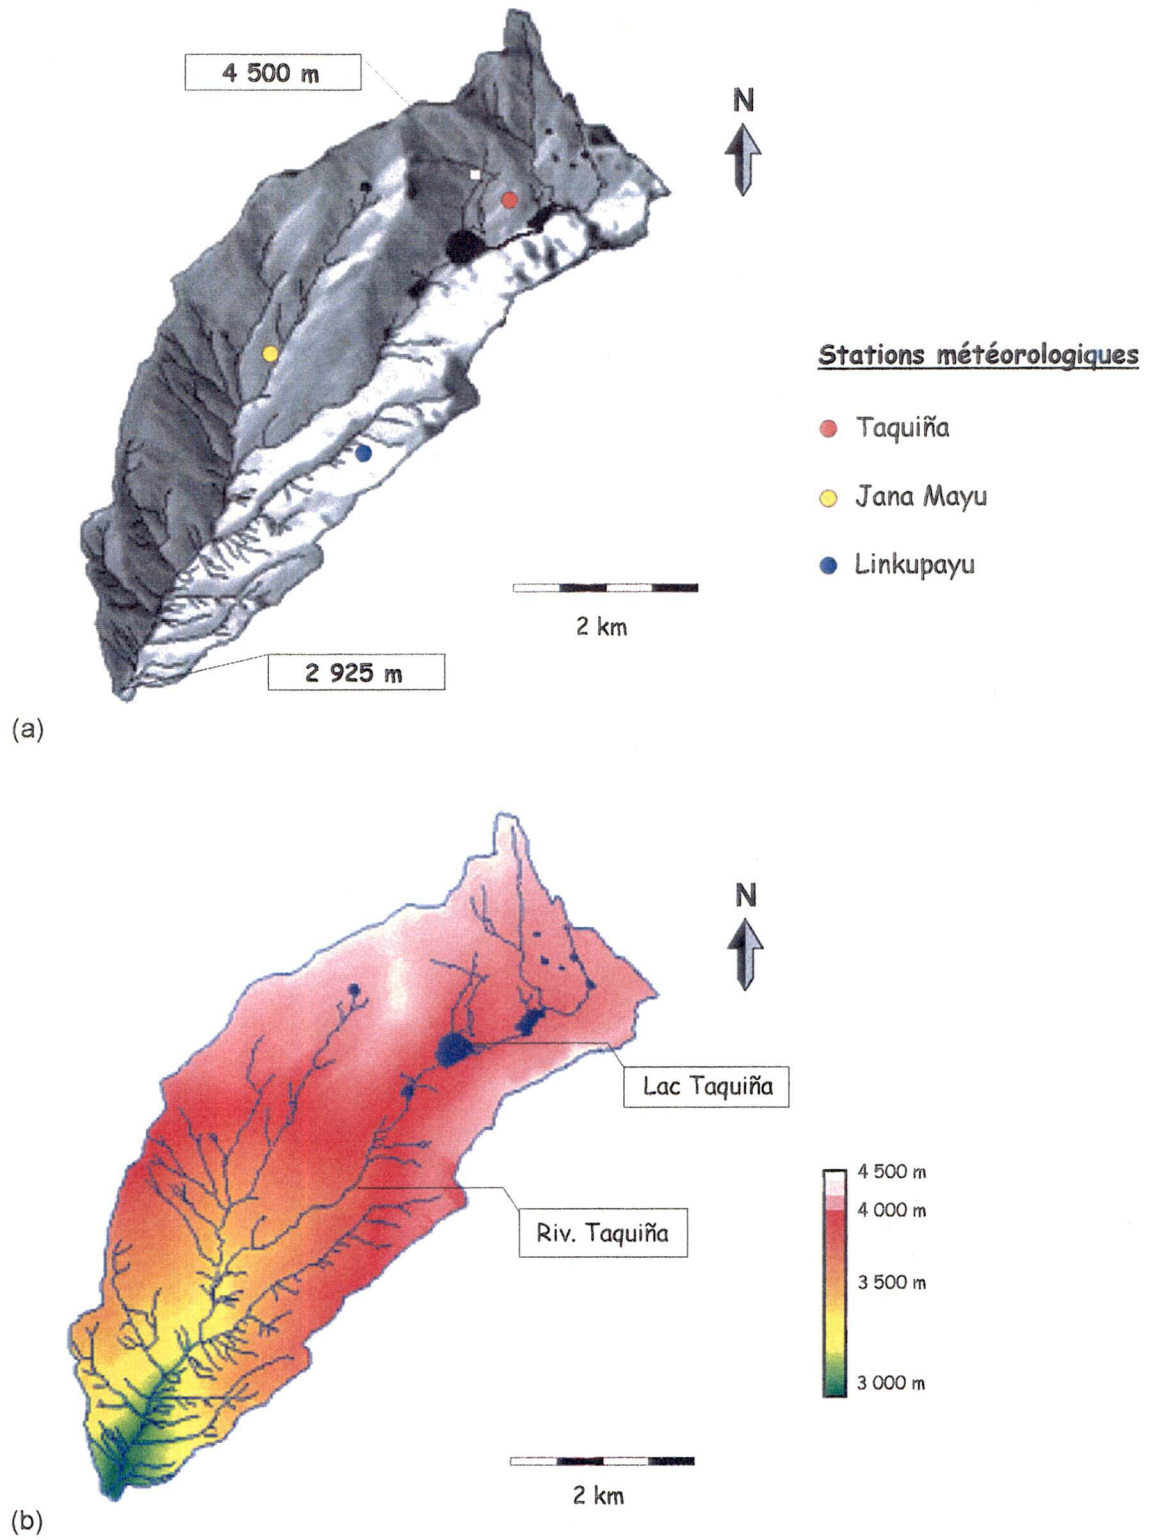 4 500 m
N
Stations météorologiques
Taquiña
Jana Mayu
Linkupayu
2 km
2 925 m
(a)
N
Lac Taquiña
4 500 m
4 000 m
Riv. Taquiña
3 500 m
3 000 m
2 km
(b)